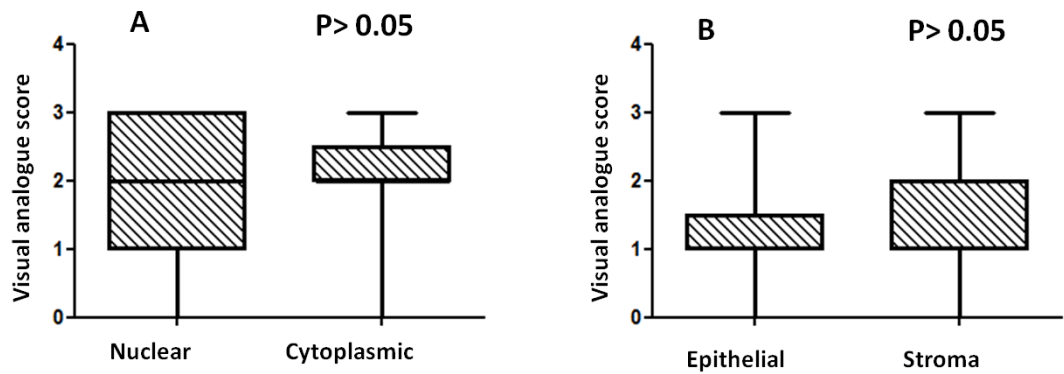 A
P> 0.05
Visual analogue score
4
3
2
1
0
Nuclear
Cytoplasmic
B
P> 0.05
Visual analogue score
4
3
2
1
0
Epithelial
Stroma